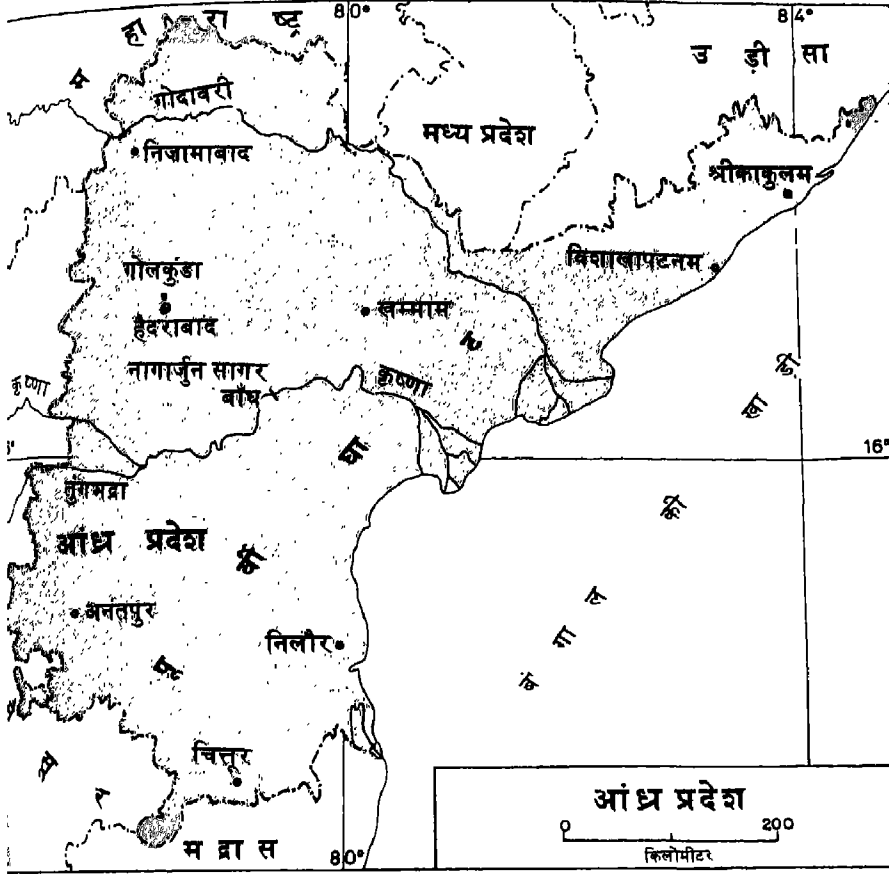 80°
84°
महाराष्ट्र
उड़ीसा
गोदावरी
मध्य प्रदेश
निजामाबाद
श्रीकाकुलम
विशाखापटनम
गोलकुंडा
खम्माम
हैदराबाद
नागार्जुन सागर
बाँध
कृष्णा
कृष्णा
पूर्वी घाट
16°
तुंगभद्रा
आंध्र प्रदेश
बंगाल की खाड़ी
अनंतपुर
निलौर
चित्तूर
मद्रास
80°
आंध्र प्रदेश
0 200
किलोमीटर